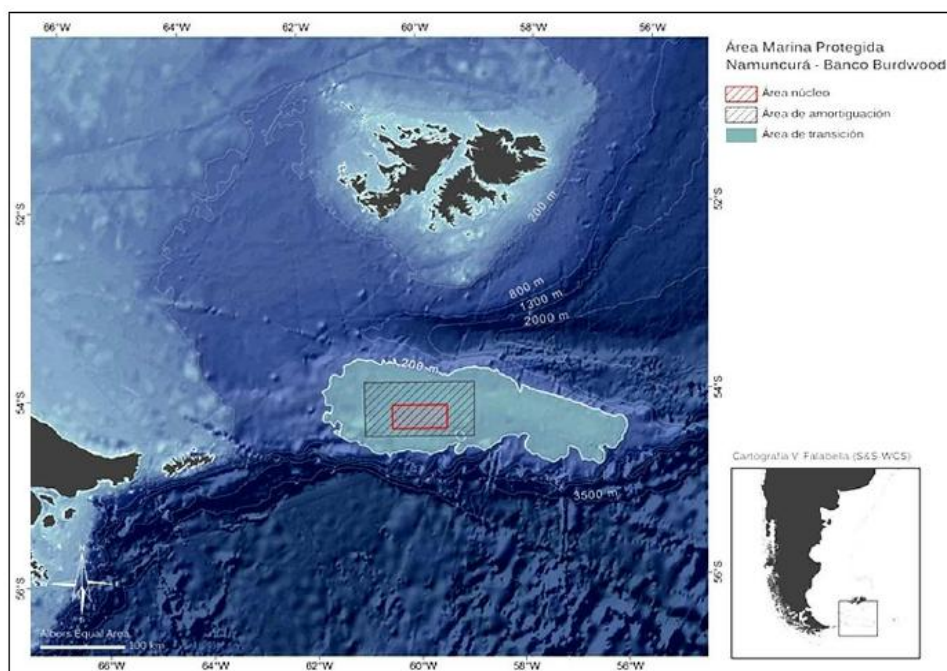 66°W 64°W 62°W 60°W 58°W 56°W
Área Marina Protegida
Namuncurá - Banco Burdwood
Área núcleo
Área de amortiguación
Área de transición
52°S
52°S
200 m
800 m
1300 m
2000 m
200 m
54°S
54°S
3500 m
Cartografía V. Falabella (S&S-WCS)
N
56°S
56°S
Albers Equal Area
100 km
66°W 64°W 62°W 60°W 58°W 56°W